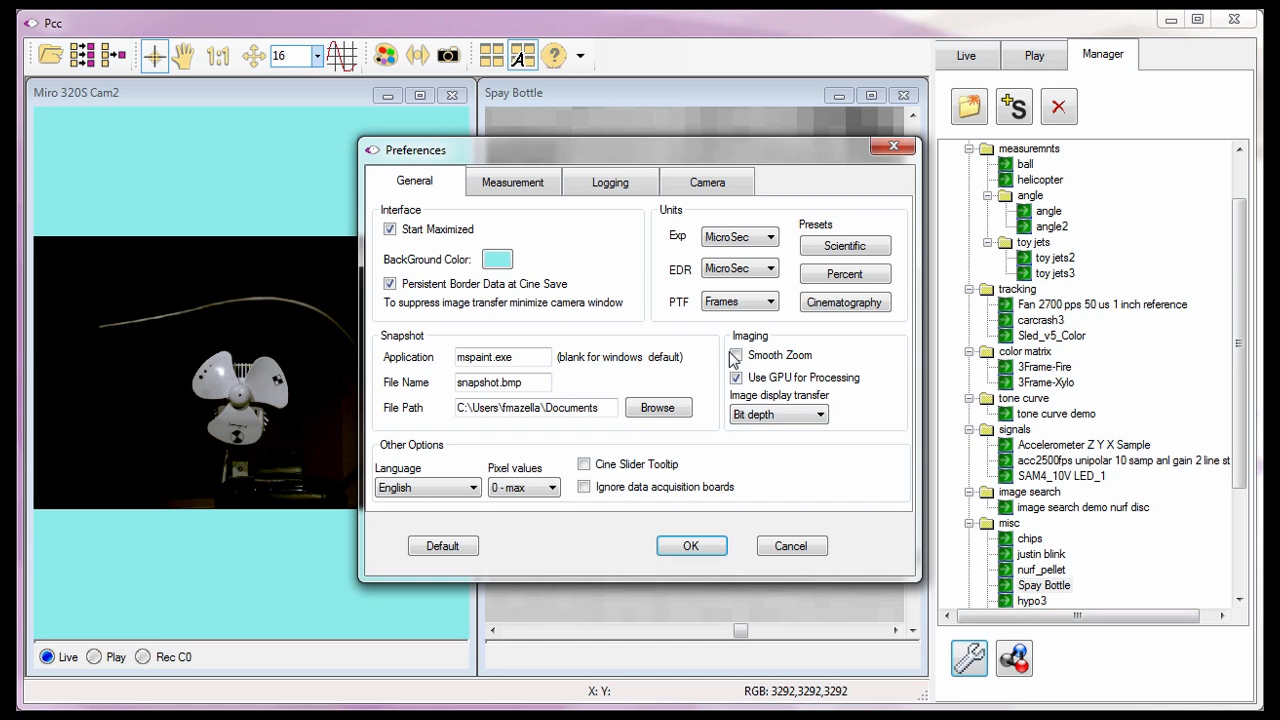 Pcc
16
1:1
A
?
Live
Play
Manager
Miro 320S Cam2
Spay Bottle
+S
Preferences
General
Measurement
Logging
Camera
Interface
Start Maximized
BackGround Color:
Persistent Border Data at Cine Save
To suppress image transfer minimize camera window
Units
Exp
MicroSec
EDR
MicroSec
PTF
Frames
Presets
Scientific
Percent
Cinematography
Snapshot
Application
mspaint.exe
(blank for windows default)
File Name
snapshot.bmp
File Path
C:\Users\fmazella\Documents
Browse
Imaging
Smooth Zoom
Use GPU for Processing
Image display transfer
Bit depth
Other Options
Language
English
Pixel values
0 - max
Cine Slider Tooltip
Ignore data acquisition boards
Default
OK
Cancel
measuremnts
ball
helicopter
angle
angle
angle2
toy jets
toy jets2
toy jets3
tracking
Fan 2700 pps 50 us 1 inch reference
carcrash3
Sled_v5_Color
color matrix
3Frame-Fire
3Frame-Xylo
tone curve
tone curve demo
signals
Accelerometer Z Y X Sample
acc2500fps unipolar 10 samp anl gain 2 line st
SAM4_10V LED_1
image search
image search demo nurf disc
misc
chips
justin blink
nurf_pellet
Spay Bottle
hypo3
Live
Play
Rec C0
X: Y:
RGB: 3292,3292,3292